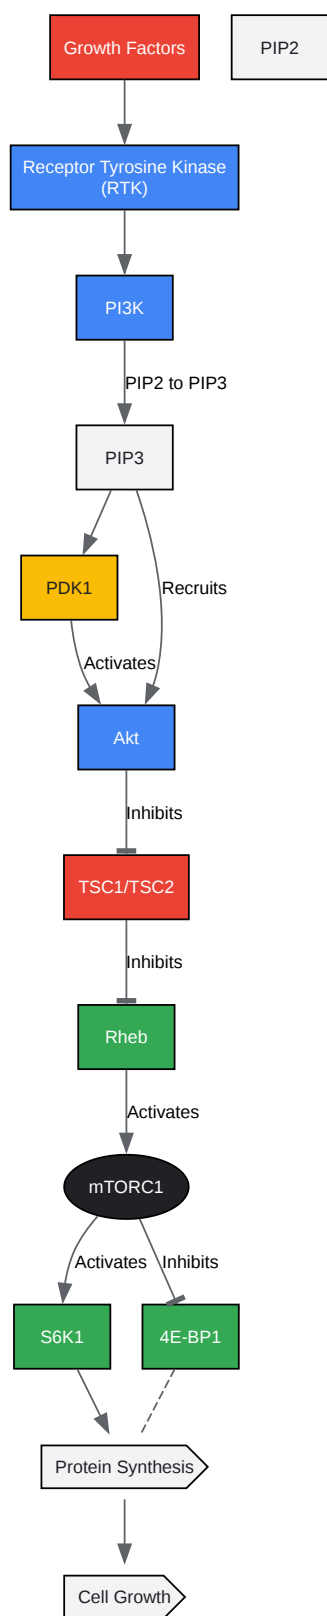 Growth Factors
PIP2
Receptor Tyrosine Kinase
(RTK)
PI3K
PIP2 to PIP3
PIP3
PDK1
Recruits
Activates
Akt
Inhibits
TSC1/TSC2
Inhibits
Rheb
Activates
mTORC1
Activates
Inhibits
S6K1
4E-BP1
Protein Synthesis
Cell Growth